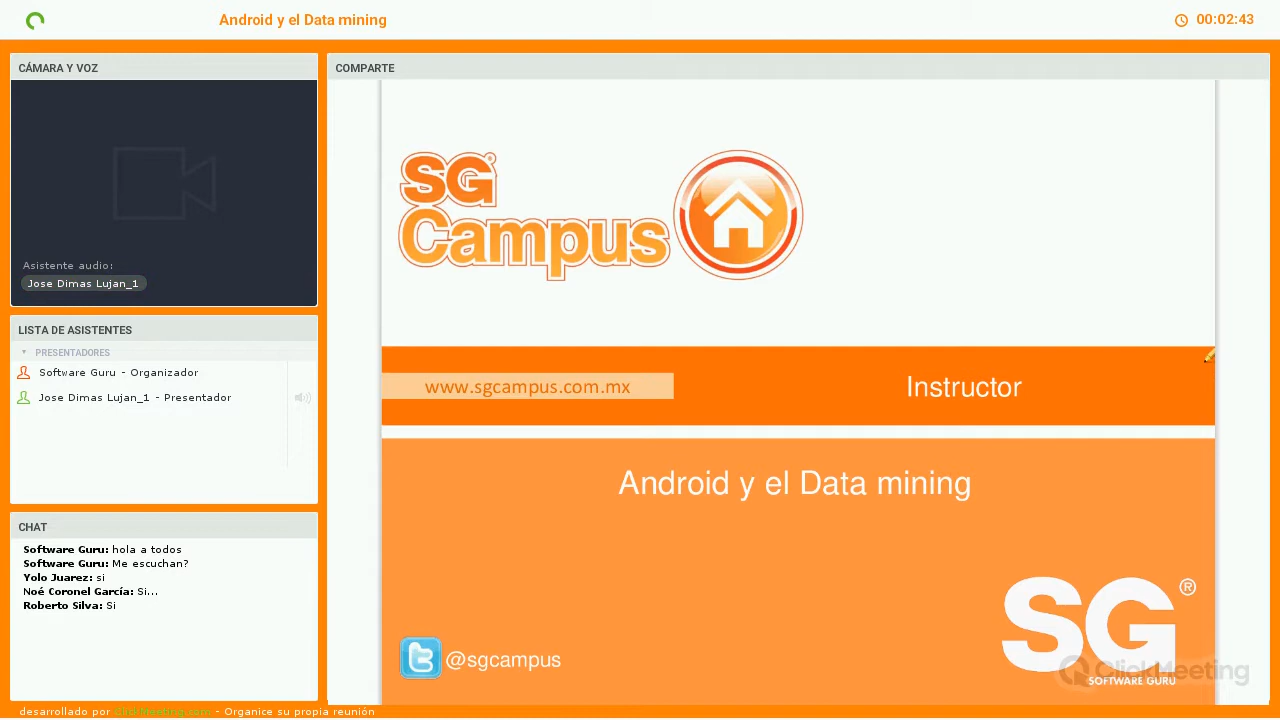 Android y el Data mining
00:02:43
CÁMARA Y VOZ
Asistente audio:
Jose Dimas Lujan_1
LISTA DE ASISTENTES
PRESENTADORES
Software Guru - Organizador
Jose Dimas Lujan_1 - Presentador
CHAT
Software Guru: hola a todos
Software Guru: Me escuchan?
Yolo Juarez: si
Noé Coronel García: Si...
Roberto Silva: Si
COMPARTE
SG
Campus
www.sgcampus.com.mx
Instructor
Android y el Data mining
@sgcampus
SG®
SOFTWARE GURU
ClickMeeting
desarrollado por ClickMeeting.com - Organice su propia reunión